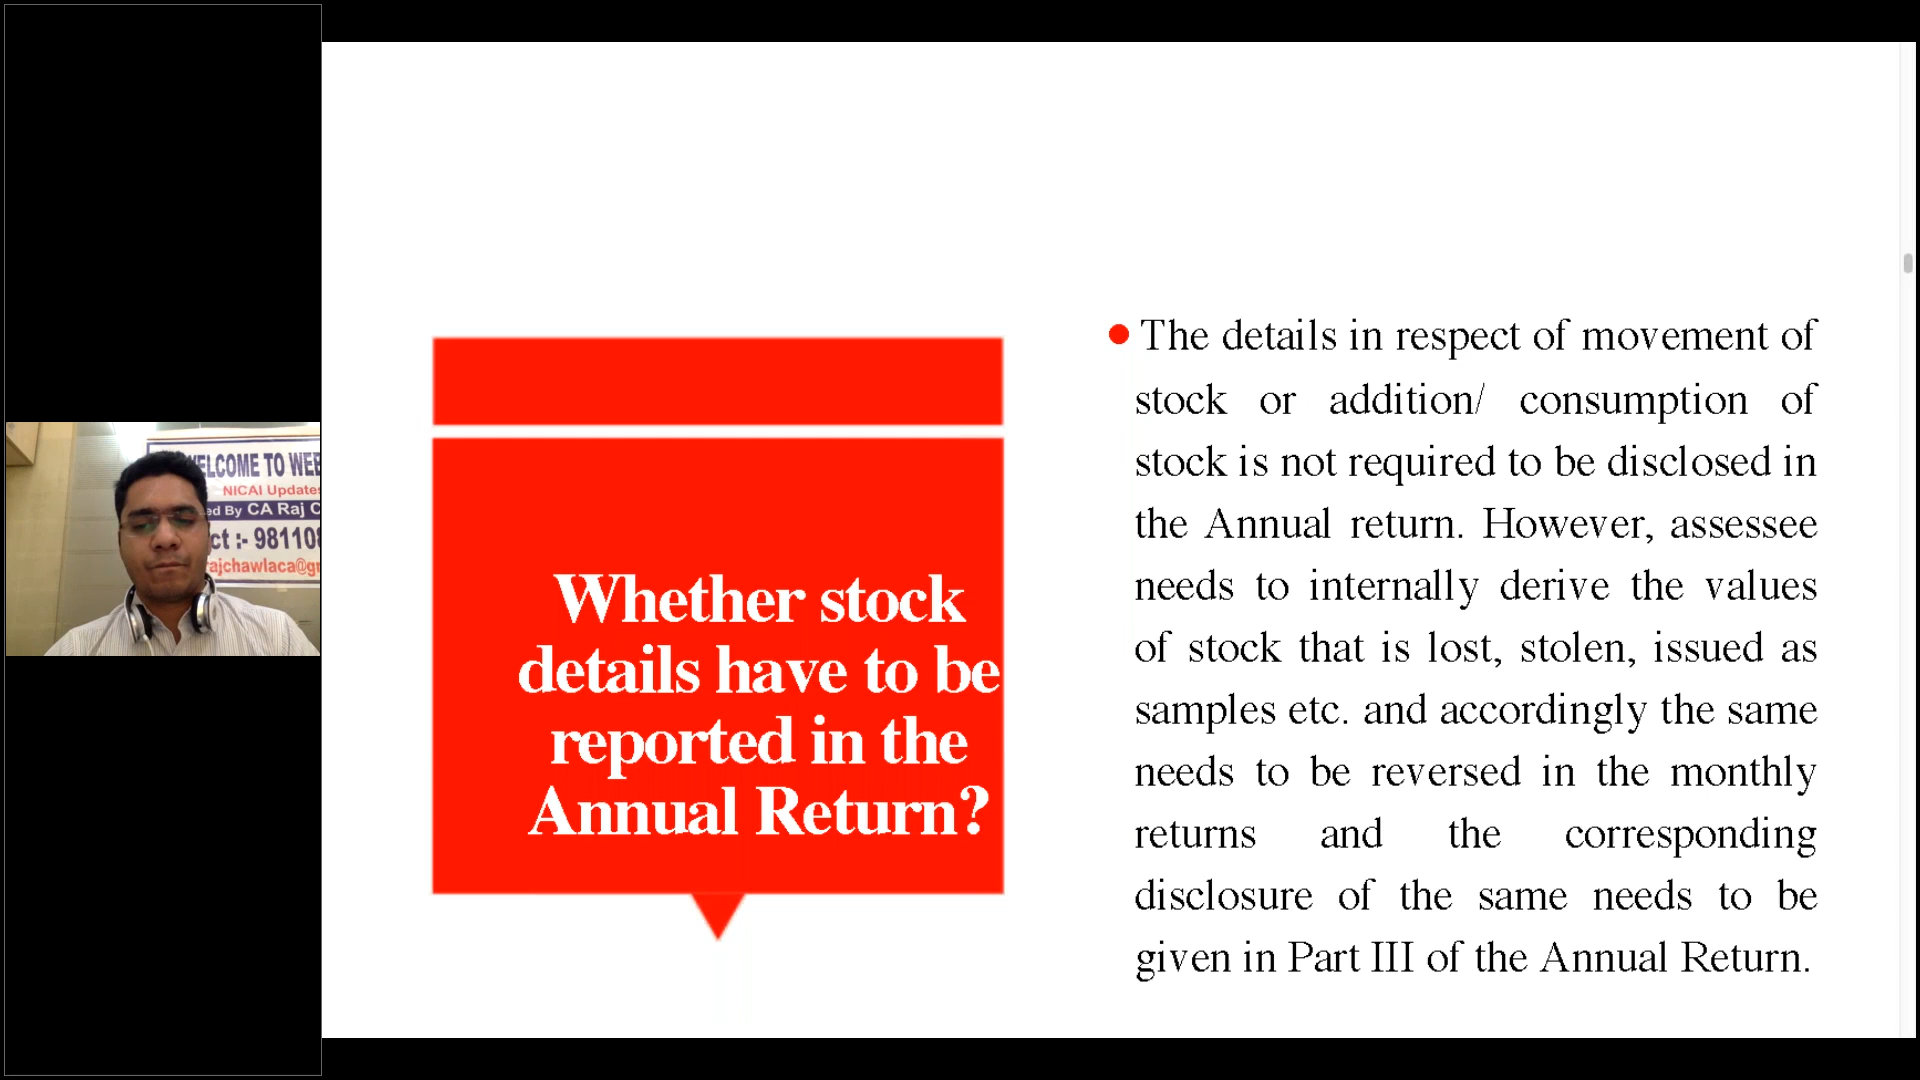 ELCOME TO WEB
NICAI Updates
ed By CA Raj C
ct :- 98110
rajchawlaca@g
Whether stock
details have to be
reported in the
Annual Return?
The details in respect of movement of
stock or addition/ consumption of
stock is not required to be disclosed in
the Annual return. However, assessee
needs to internally derive the values
of stock that is lost, stolen, issued as
samples etc. and accordingly the same
needs to be reversed in the monthly
returns and the corresponding
disclosure of the same needs to be
given in Part III of the Annual Return.